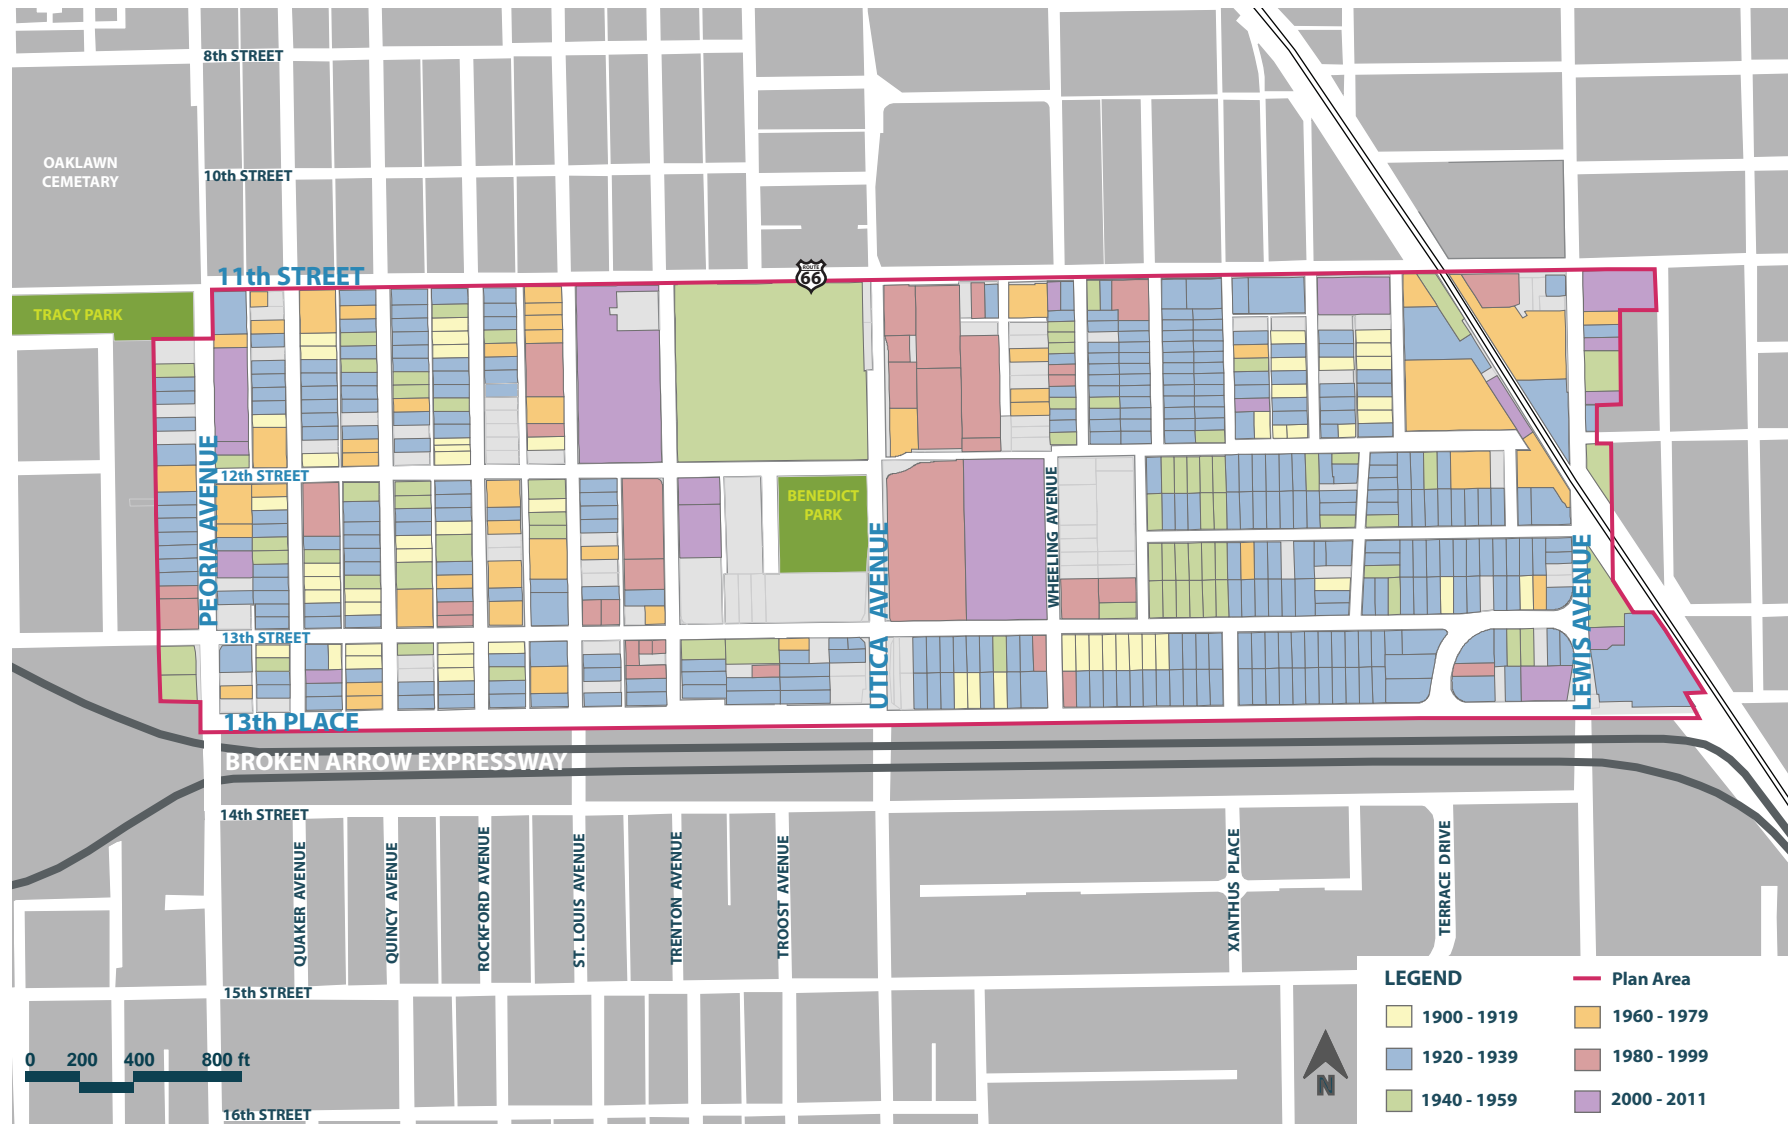 8th STREET
OAKLAWN
CEMETARY
10th STREET
11th STREET
ROUTE
66
TRACY PARK
PEORIA AVENUE
12th STREET
BENEDICT
PARK
UTICA AVENUE
WHEELING AVENUE
LEWIS AVENUE
13th STREET
13th PLACE
BROKEN ARROW EXPRESSWAY
14th STREET
QUAKER AVENUE
QUINCY AVENUE
ROCKFORD AVENUE
ST. LOUIS AVENUE
TRENTON AVENUE
TROOST AVENUE
XANTHUS PLACE
TERRACE DRIVE
15th STREET
LEGEND
Plan Area
1900 - 1919
1960 - 1979
1920 - 1939
1980 - 1999
1940 - 1959
2000 - 2011
0 200 400 800 ft
N
16th STREET